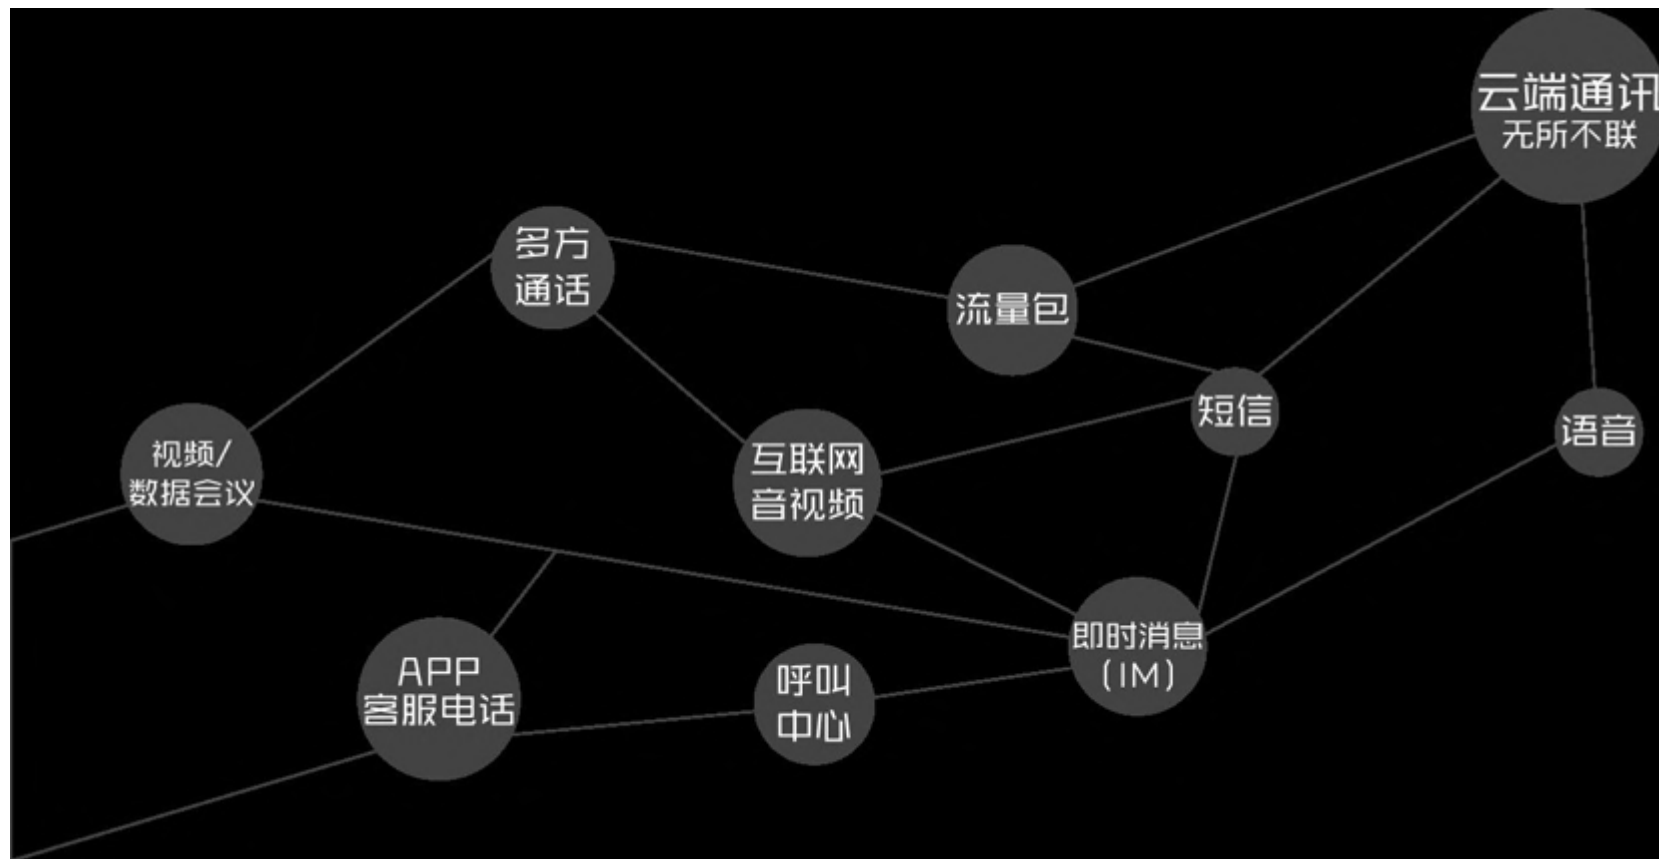 云端通讯
无所不联
多方
通话
流量包
短信
语音
视频/
数据会议
互联网
音视频
即时消息
(IM)
APP
客服电话
呼叫
中心